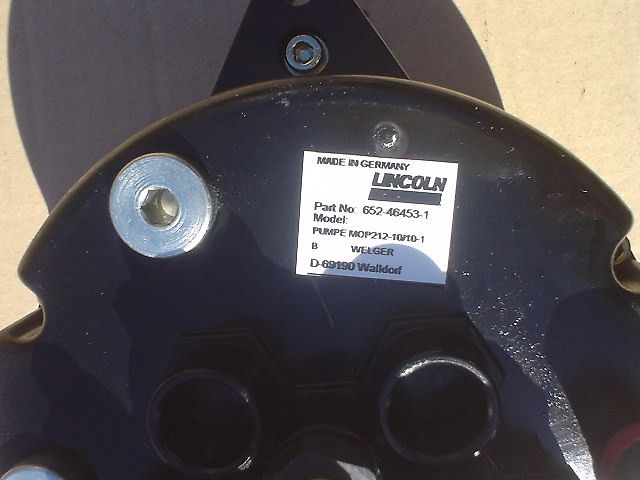 MADE IN GERMANY
LINCOLN
Part No: 652-46453-1
Model:
PUMPE MOP212-10/10-1
B WELGER
D-69190 Walldorf